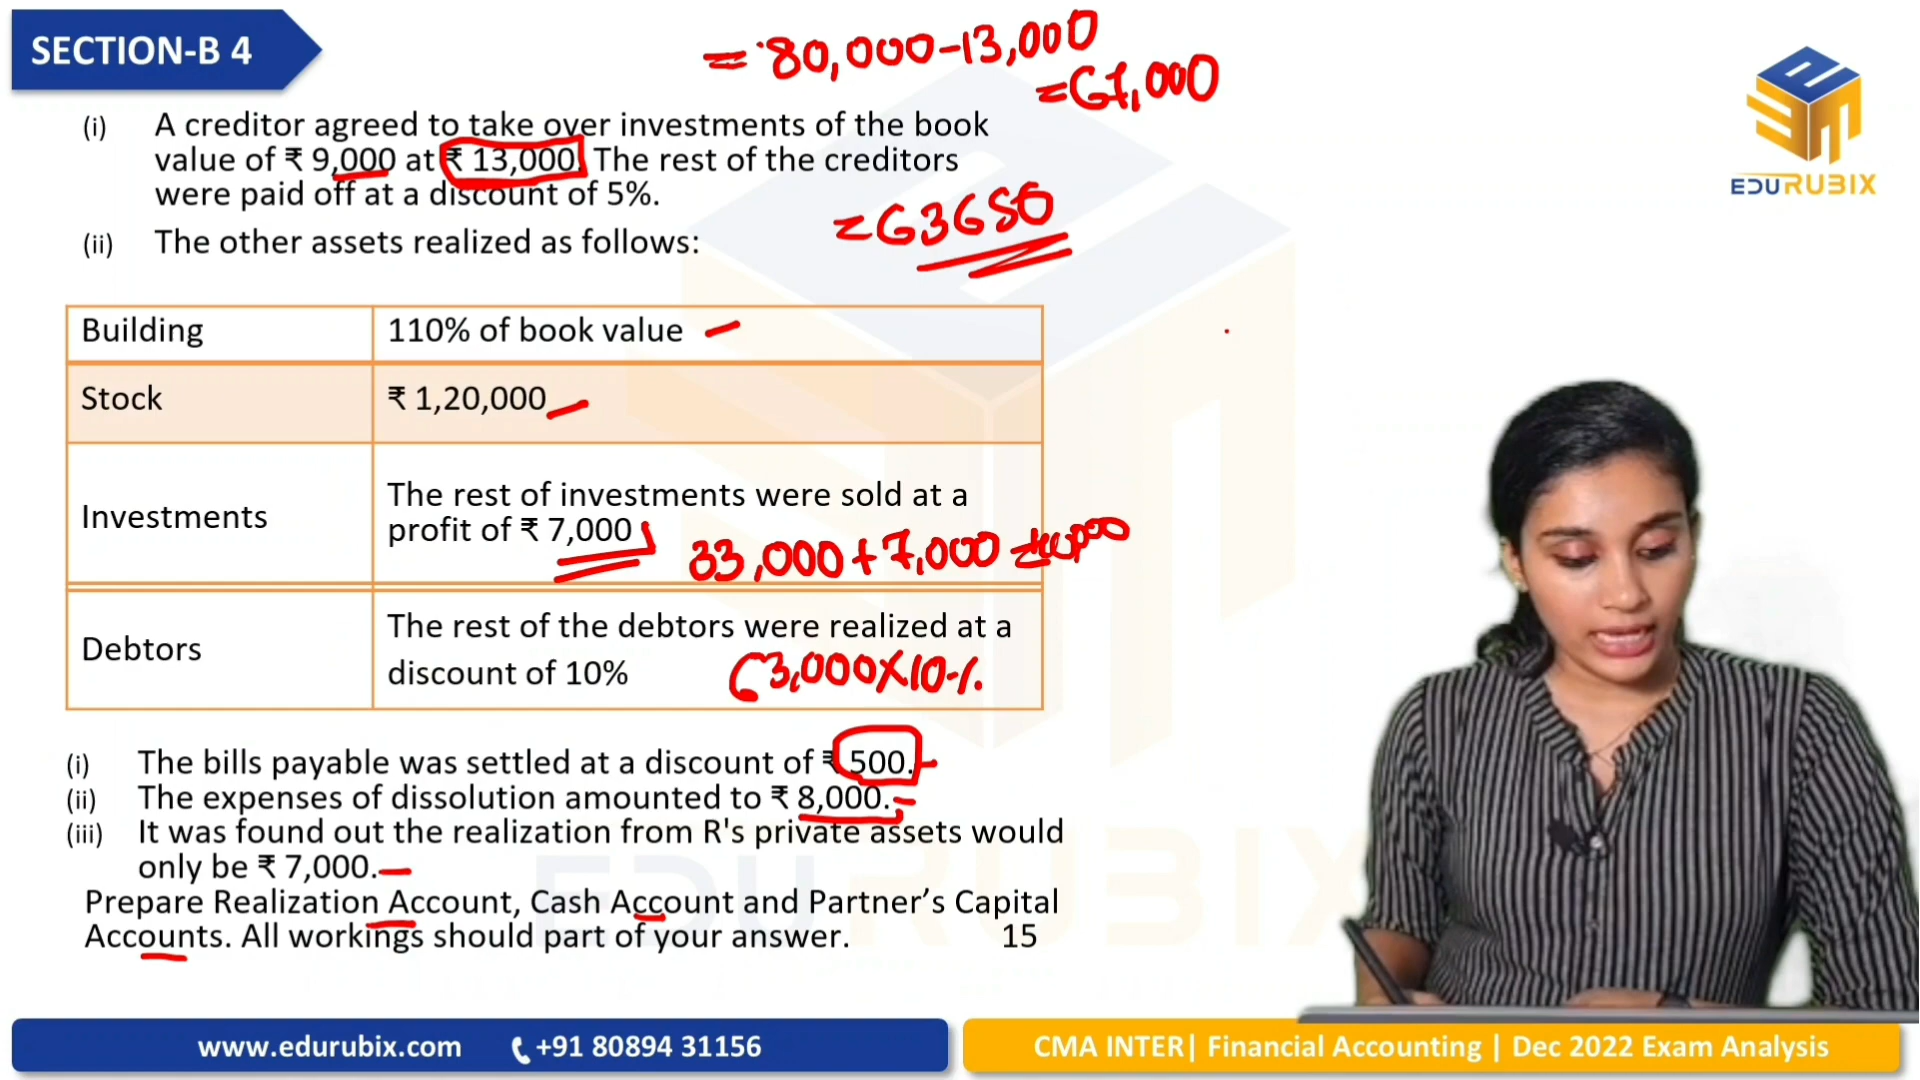 SECTION-B 4
= 80,000-13,000
=67,000
(i) A creditor agreed to take over investments of the book
value of ₹ 9,000 at ₹ 13,000. The rest of the creditors
were paid off at a discount of 5%.
=63650
(ii) The other assets realized as follows:
EDURUBIX
Building 110% of book value
Stock ₹ 1,20,000
Investments The rest of investments were sold at a
profit of ₹ 7,000
33,000+7,000
Debtors The rest of the debtors were realized at a
discount of 10%
63,000×10%
(i) The bills payable was settled at a discount of ₹ 500.
(ii) The expenses of dissolution amounted to ₹ 8,000.
(iii) It was found out the realization from R's private assets would
only be ₹ 7,000.
Prepare Realization Account, Cash Account and Partner’s Capital
Accounts. All workings should part of your answer. 15
EDURUBIX
www.edurubix.com +91 80894 31156
CMA INTER| Financial Accounting | Dec 2022 Exam Analysis